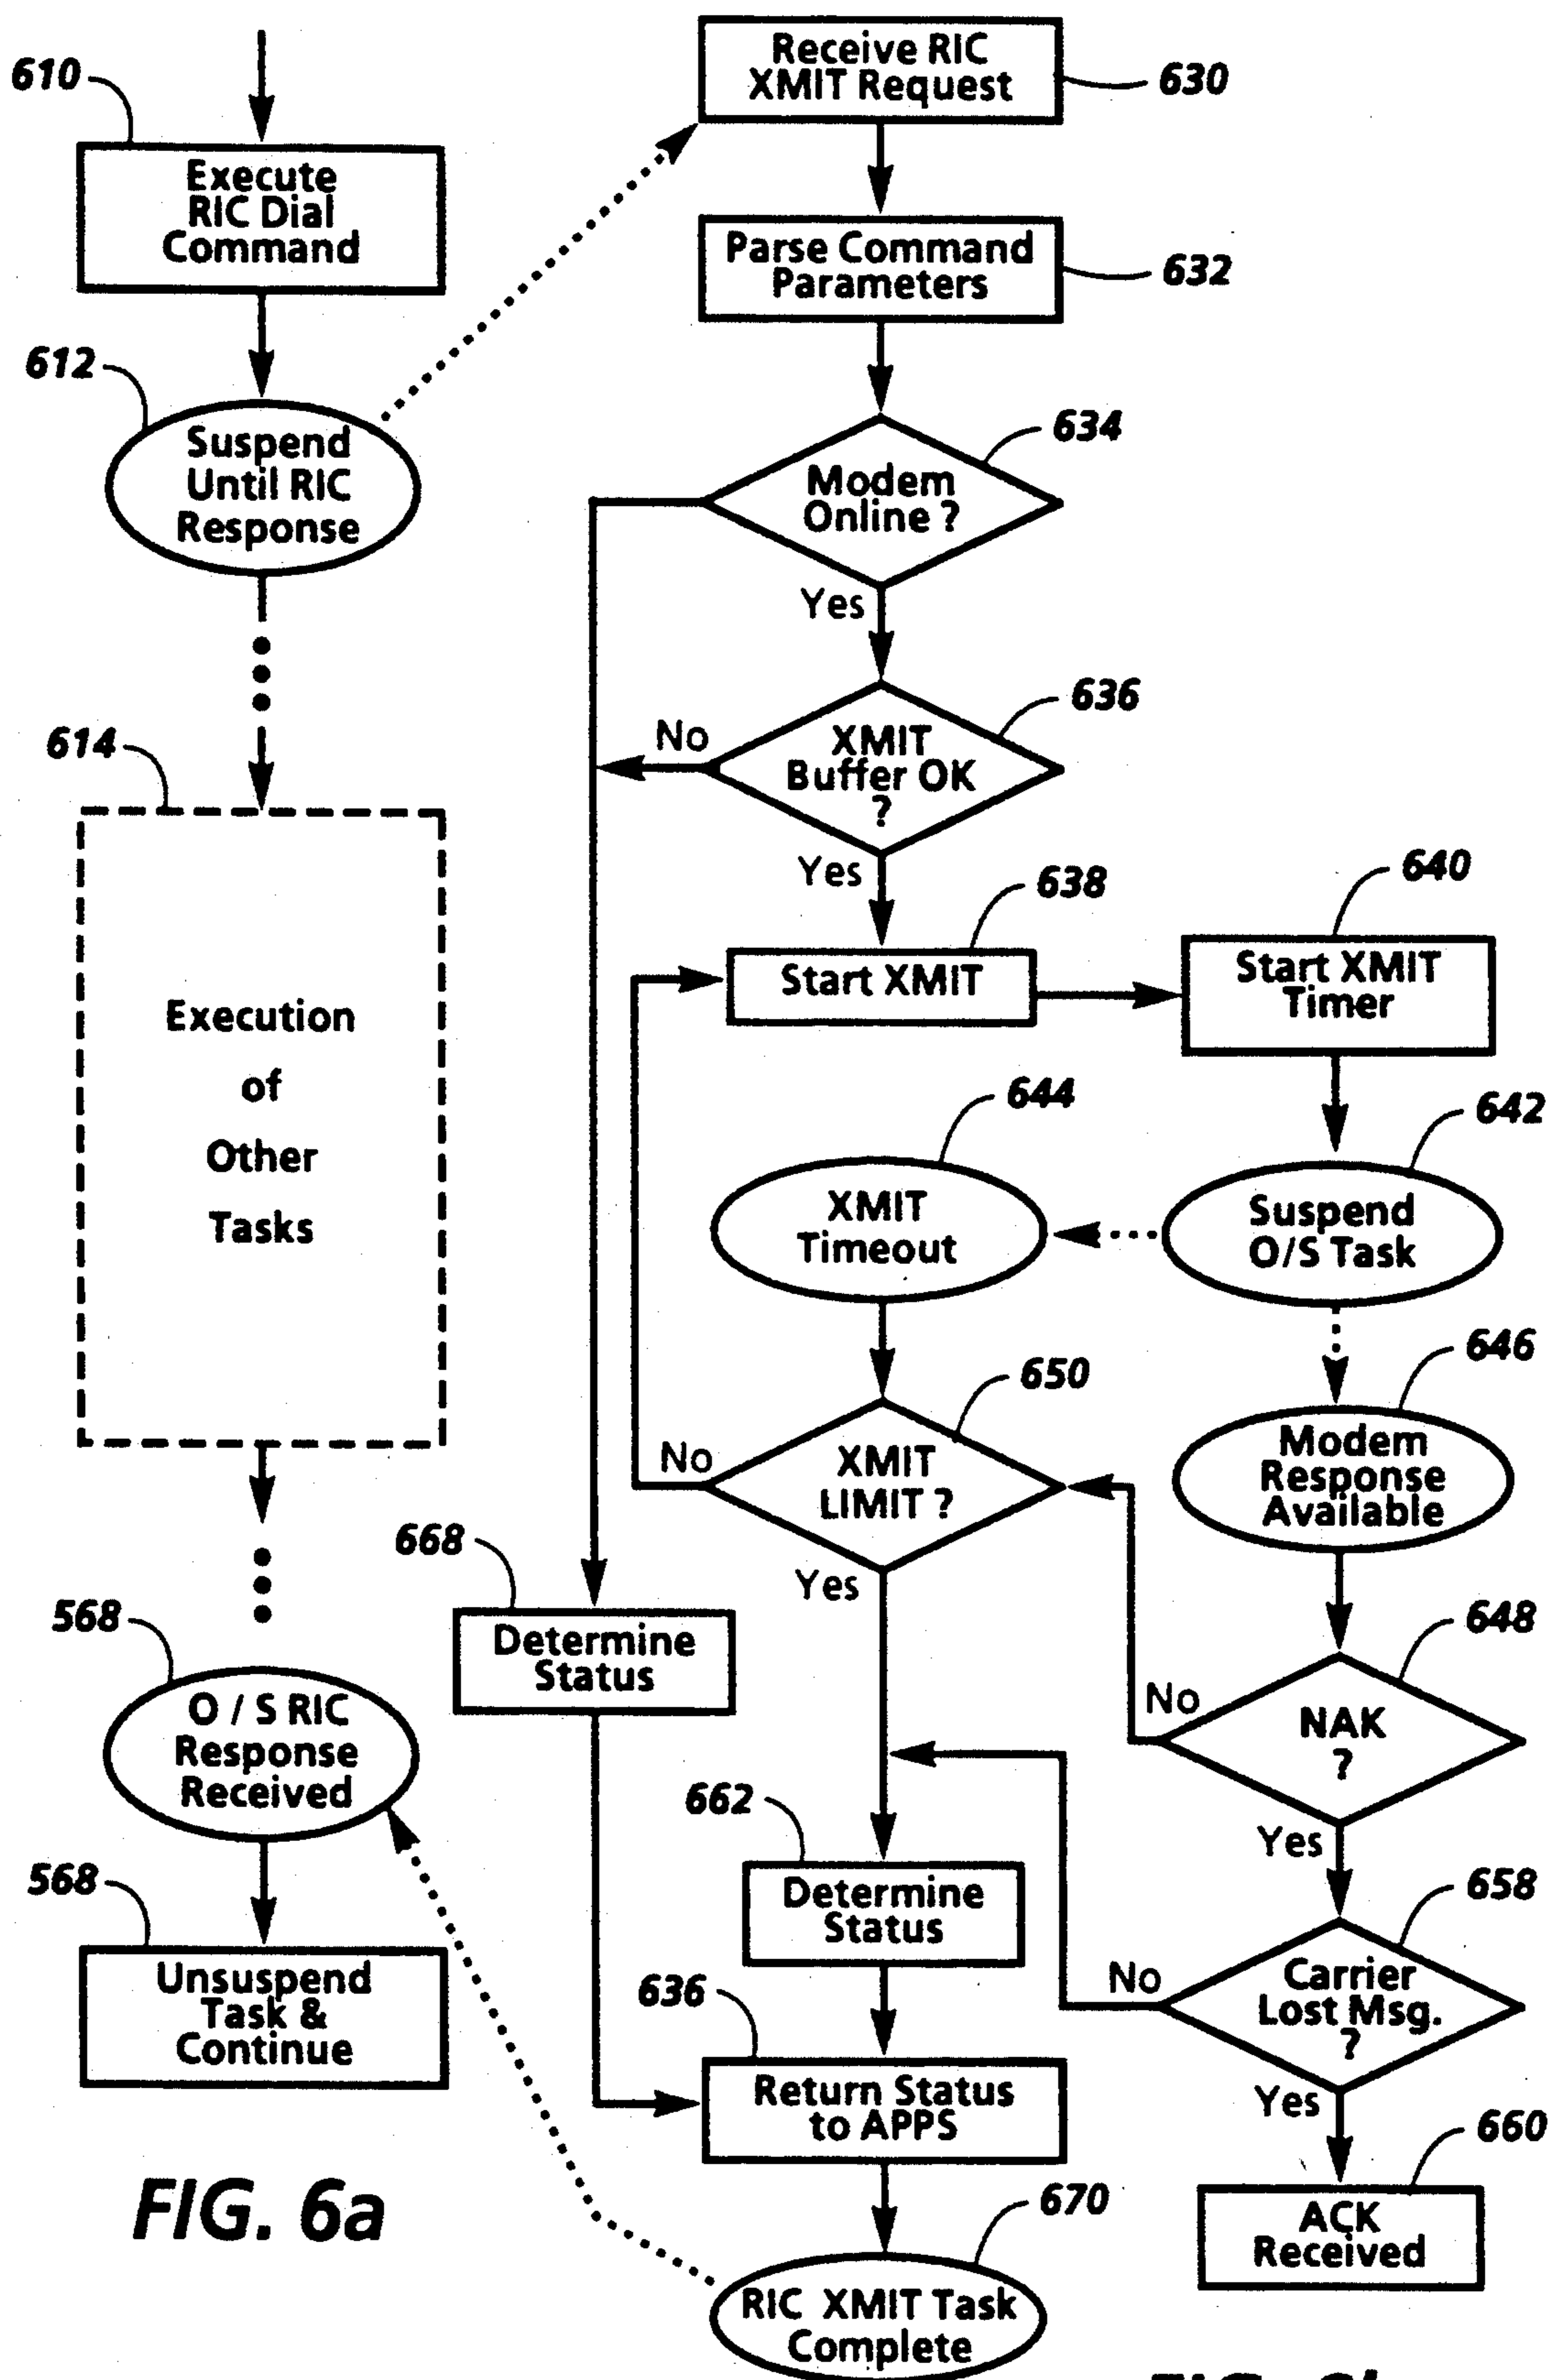 610
Execute
RIC Dial
Command
612
Suspend
Until RIC
Response
614
Execution
of
Other
Tasks
568
O / S RIC
Response
Received
568
Unsuspend
Task &
Continue
FIG. 6a
Receive RIC
XMIT Request
630
Parse Command
Parameters
632
634
Modem
Online ?
Yes
636
No
XMIT
Buffer OK
?
Yes
638
Start XMIT
640
Start XMIT
Timer
644
XMIT
Timeout
642
Suspend
O/S Task
646
Modem
Response
Available
650
No
XMIT
LIMIT ?
Yes
668
Determine
Status
648
No
NAK
?
Yes
662
Determine
Status
658
No
Carrier
Lost Msg.
?
Yes
636
Return Status
to APPS
660
ACK
Received
670
RIC XMIT Task
Complete